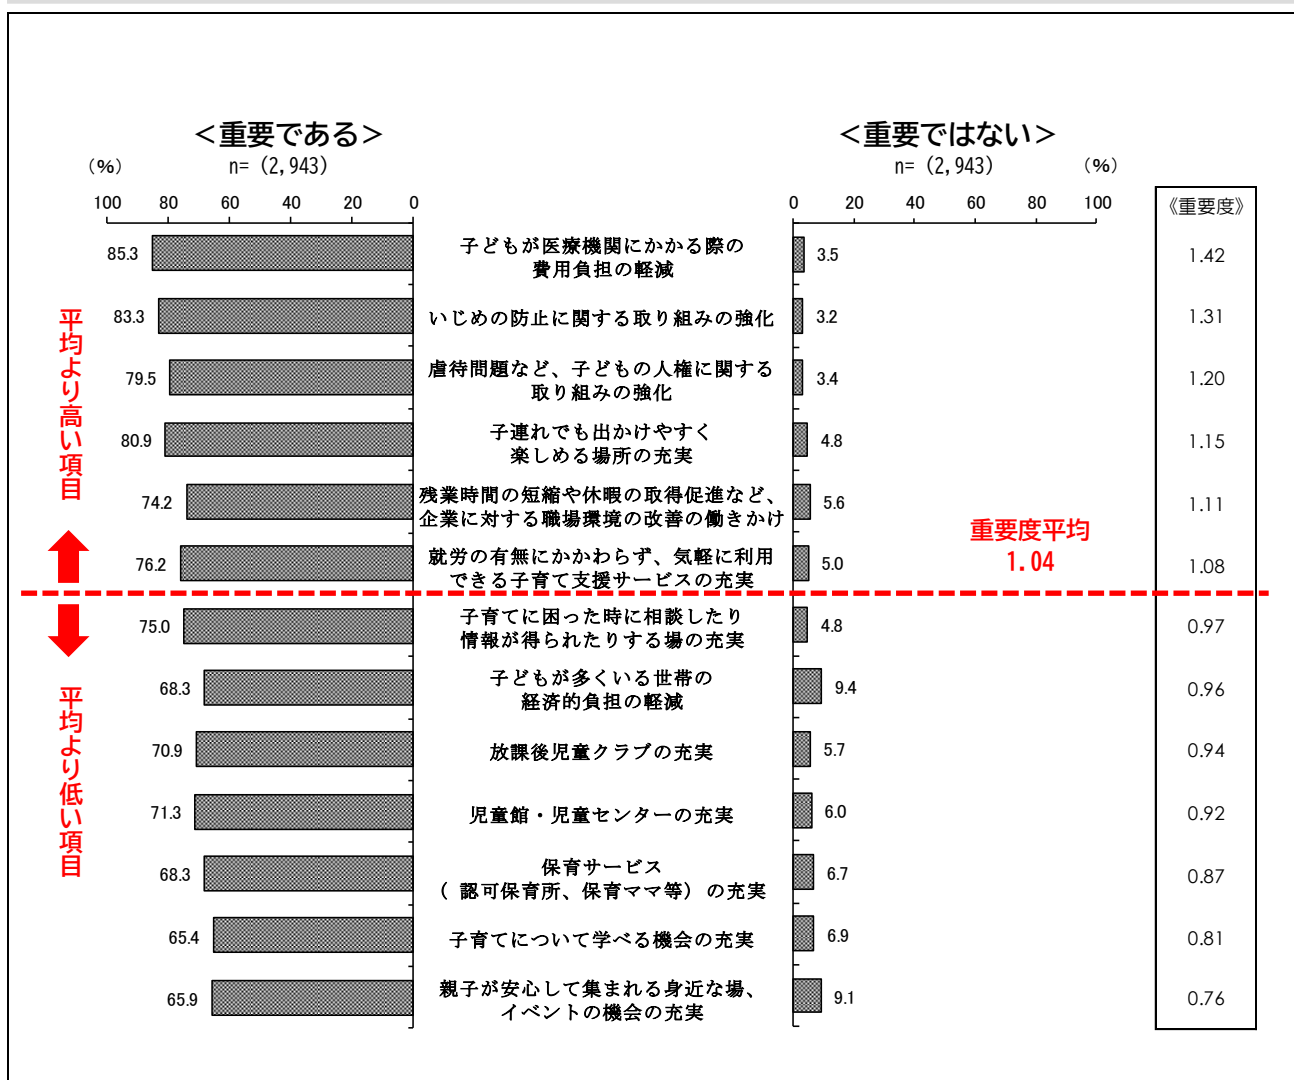 ＜重要である＞
n=（2,943）
（％）
100 80 60 40 20 0
＜重要ではない＞
n=（2,943）
（％）
0 20 40 60 80 100
《重要度》
平均より高い項目
85.3 子どもが医療機関にかかる際の
費用負担の軽減 3.5 1.42
83.3 いじめの防止に関する取り組みの強化 3.2 1.31
79.5 虐待問題など、子どもの人権に関する
取り組みの強化 3.4 1.20
80.9 子連れでも出かけやすく
楽しめる場所の充実 4.8 1.15
74.2 残業時間の短縮や休暇の取得促進など、
企業に対する職場環境の改善の働きかけ 5.6 1.11
76.2 就労の有無にかかわらず、気軽に利用
できる子育て支援サービスの充実 5.0 1.08
重要度平均
1.04
平均より低い項目
75.0 子育てに困った時に相談したり
情報が得られたりする場の充実 4.8 0.97
68.3 子どもが多くいる世帯の
経済的負担の軽減 9.4 0.96
70.9 放課後児童クラブの充実 5.7 0.94
71.3 児童館・児童センターの充実 6.0 0.92
68.3 保育サービス
（ 認可保育所、保育ママ等）の充実 6.7 0.87
65.4 子育てについて学べる機会の充実 6.9 0.81
65.9 親子が安心して集まれる身近な場、
イベントの機会の充実 9.1 0.76